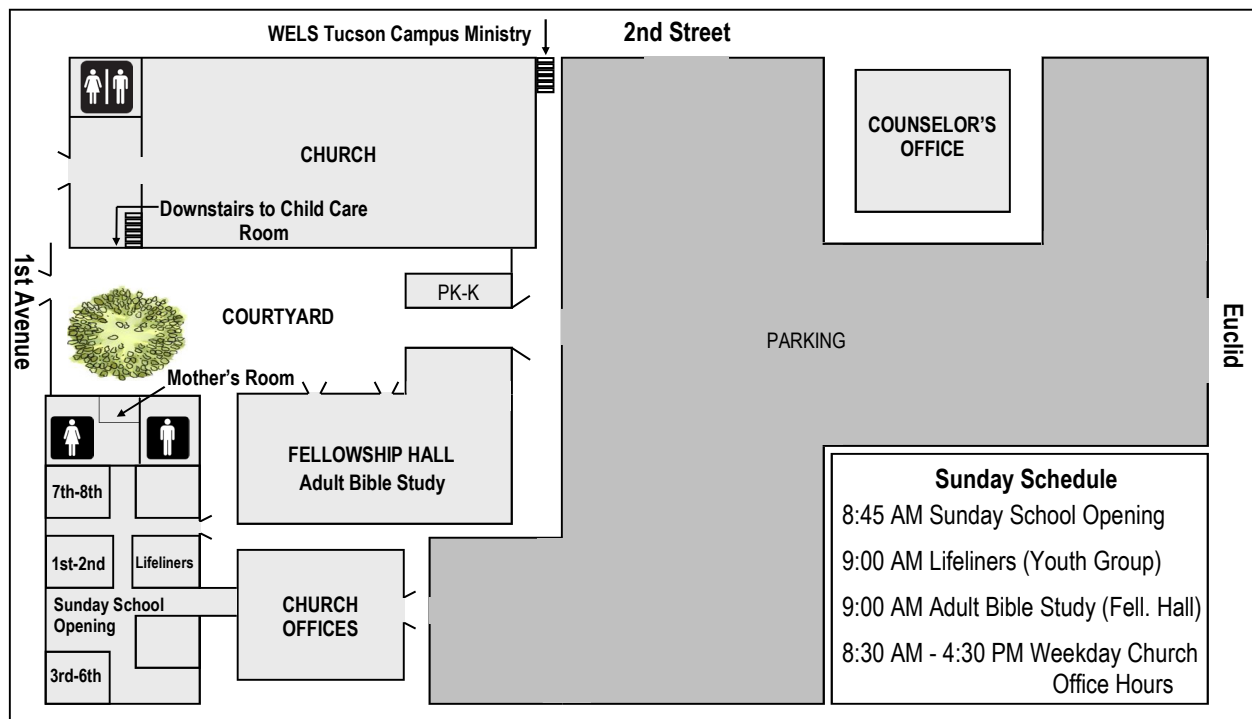 WELS Tucson Campus Ministry
2nd Street
CHURCH
COUNSELOR'S
OFFICE
Downstairs to Child Care
Room
1st Avenue
PK-K
COURTYARD
PARKING
Euclid
Mother's Room
FELLOWSHIP HALL
Adult Bible Study
7th-8th
1st-2nd
Lifeliners
Sunday School
Opening
CHURCH
OFFICES
3rd-6th
Sunday Schedule
8:45 AM Sunday School Opening
9:00 AM Lifeliners (Youth Group)
9:00 AM Adult Bible Study (Fell. Hall)
8:30 AM - 4:30 PM Weekday Church
Office Hours